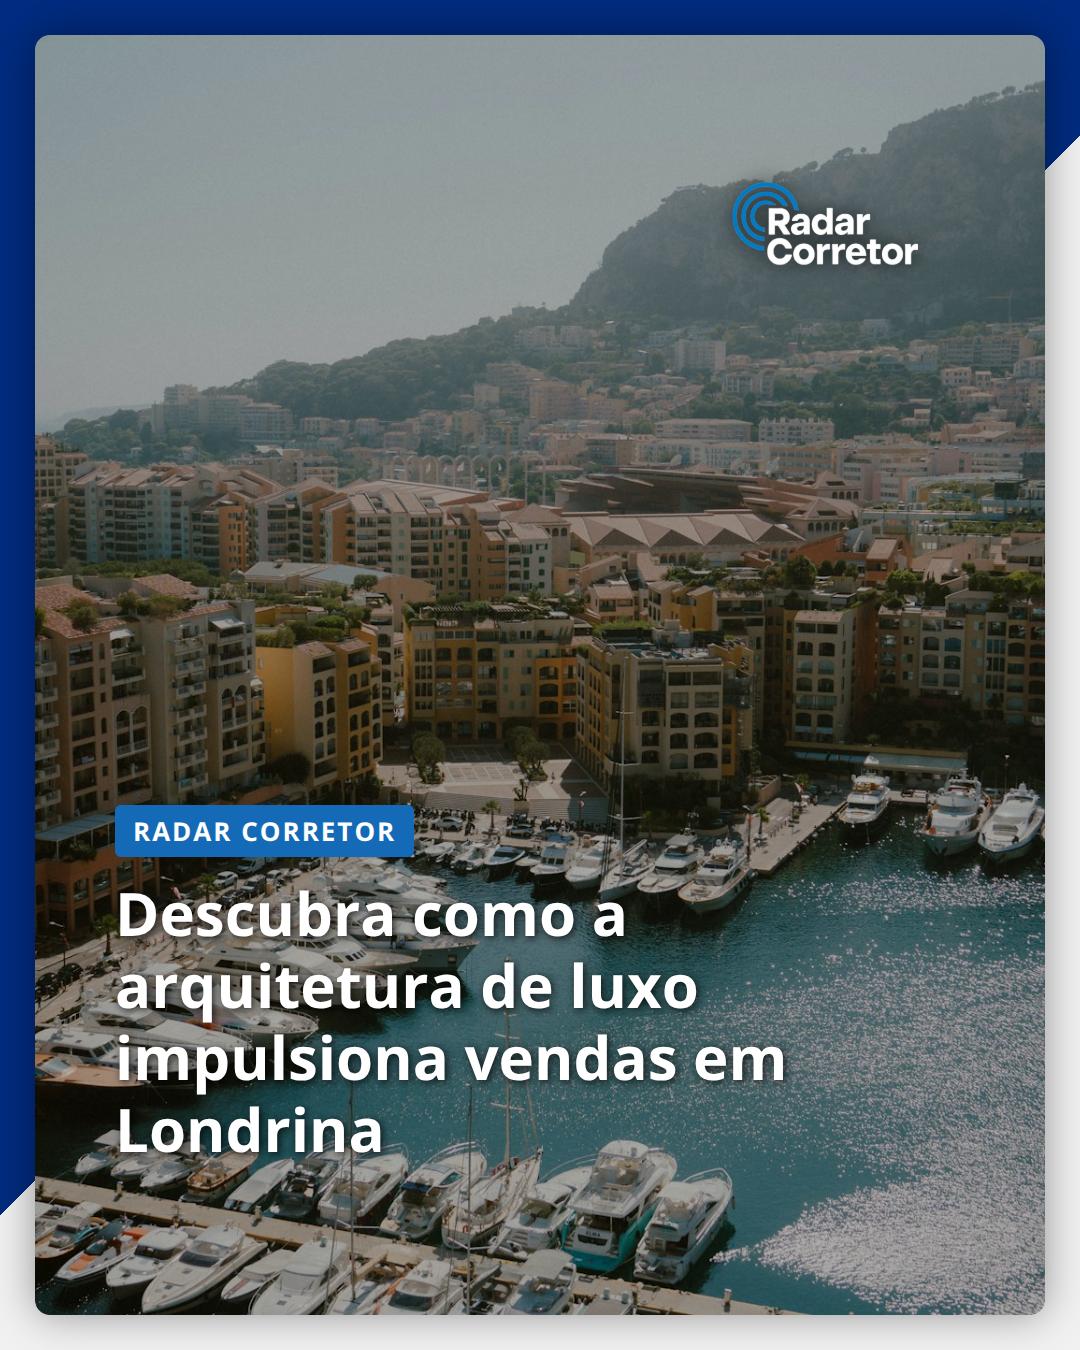 Radar
Corretor
RADAR CORRETOR
Descubra como a
arquitetura de luxo
impulsiona vendas em
Londrina